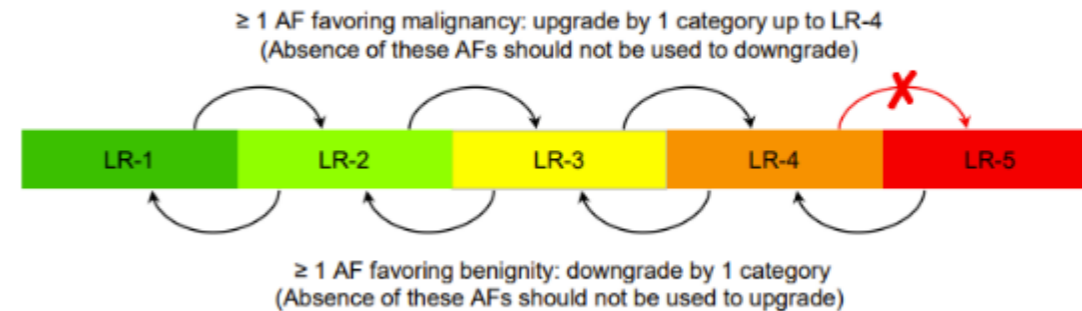 ≥ 1 AF favoring malignancy: upgrade by 1 category up to LR-4
(Absence of these AFs should not be used to downgrade)
LR-1 LR-2 LR-3 LR-4 LR-5
≥ 1 AF favoring benignity: downgrade by 1 category
(Absence of these AFs should not be used to upgrade)